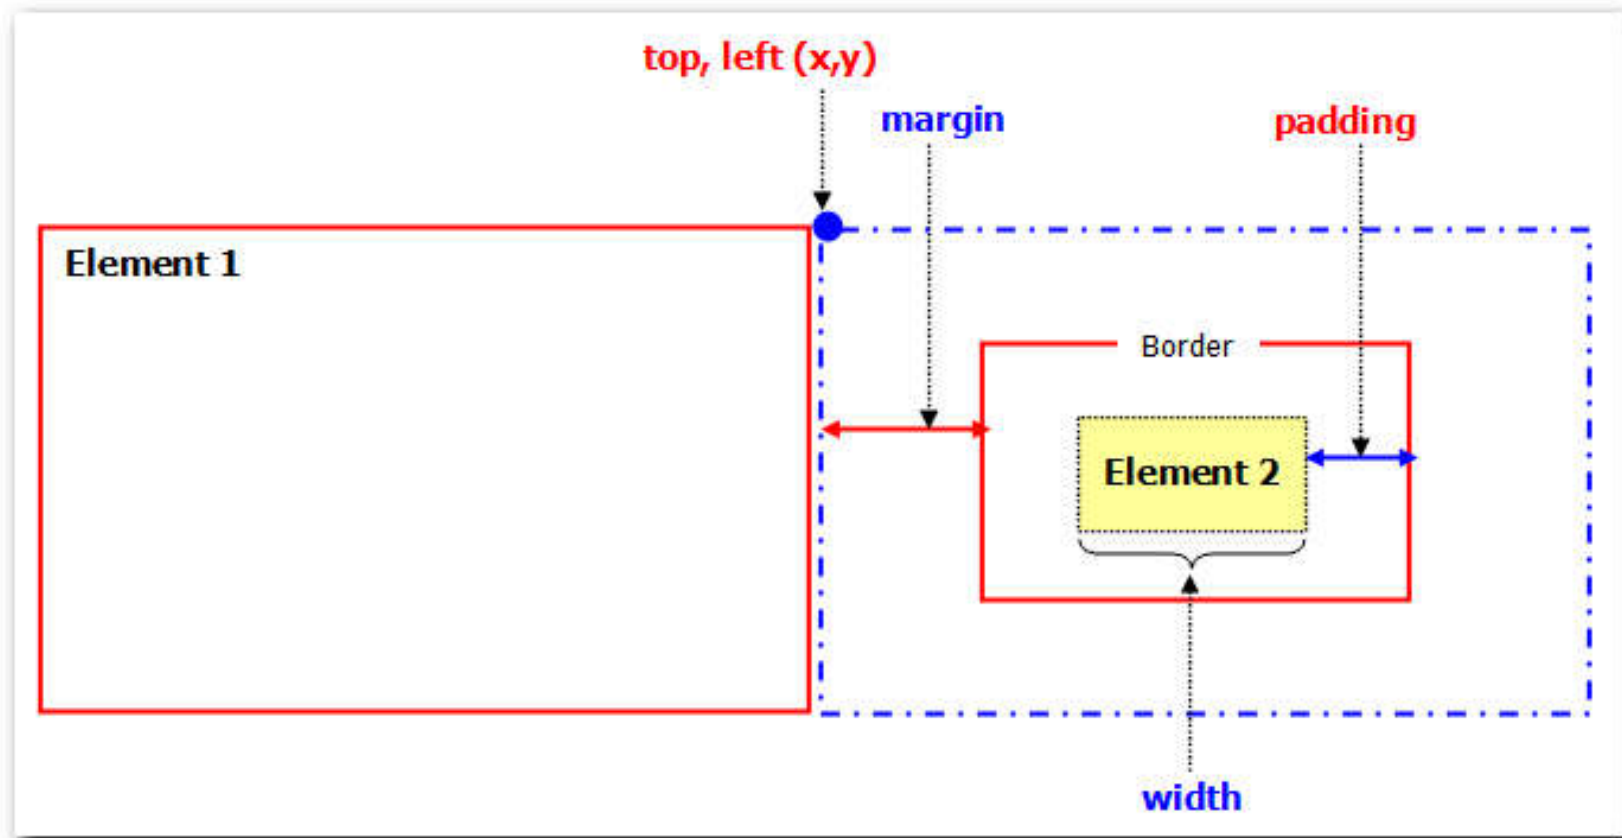 top, left (x,y)
margin
padding
Element 1
Border
Element 2
width